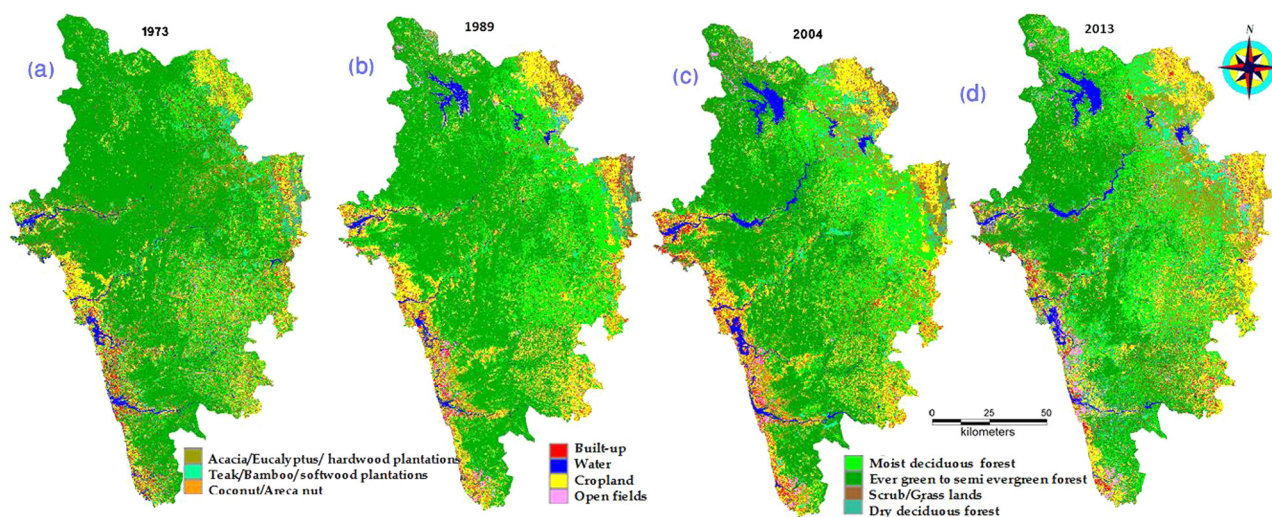 1973
1989
2004
2013
N
(a)
(b)
(c)
(d)
0 25 50
kilometers
Acacia/Eucalyptus/ hardwood plantations
Teak/Bamboo/softwood plantations
Coconut/Areca nut
Built-up
Water
Cropland
Open fields
Moist deciduous forest
Ever green to semi evergreen forest
Scrub/Grass lands
Dry deciduous forest